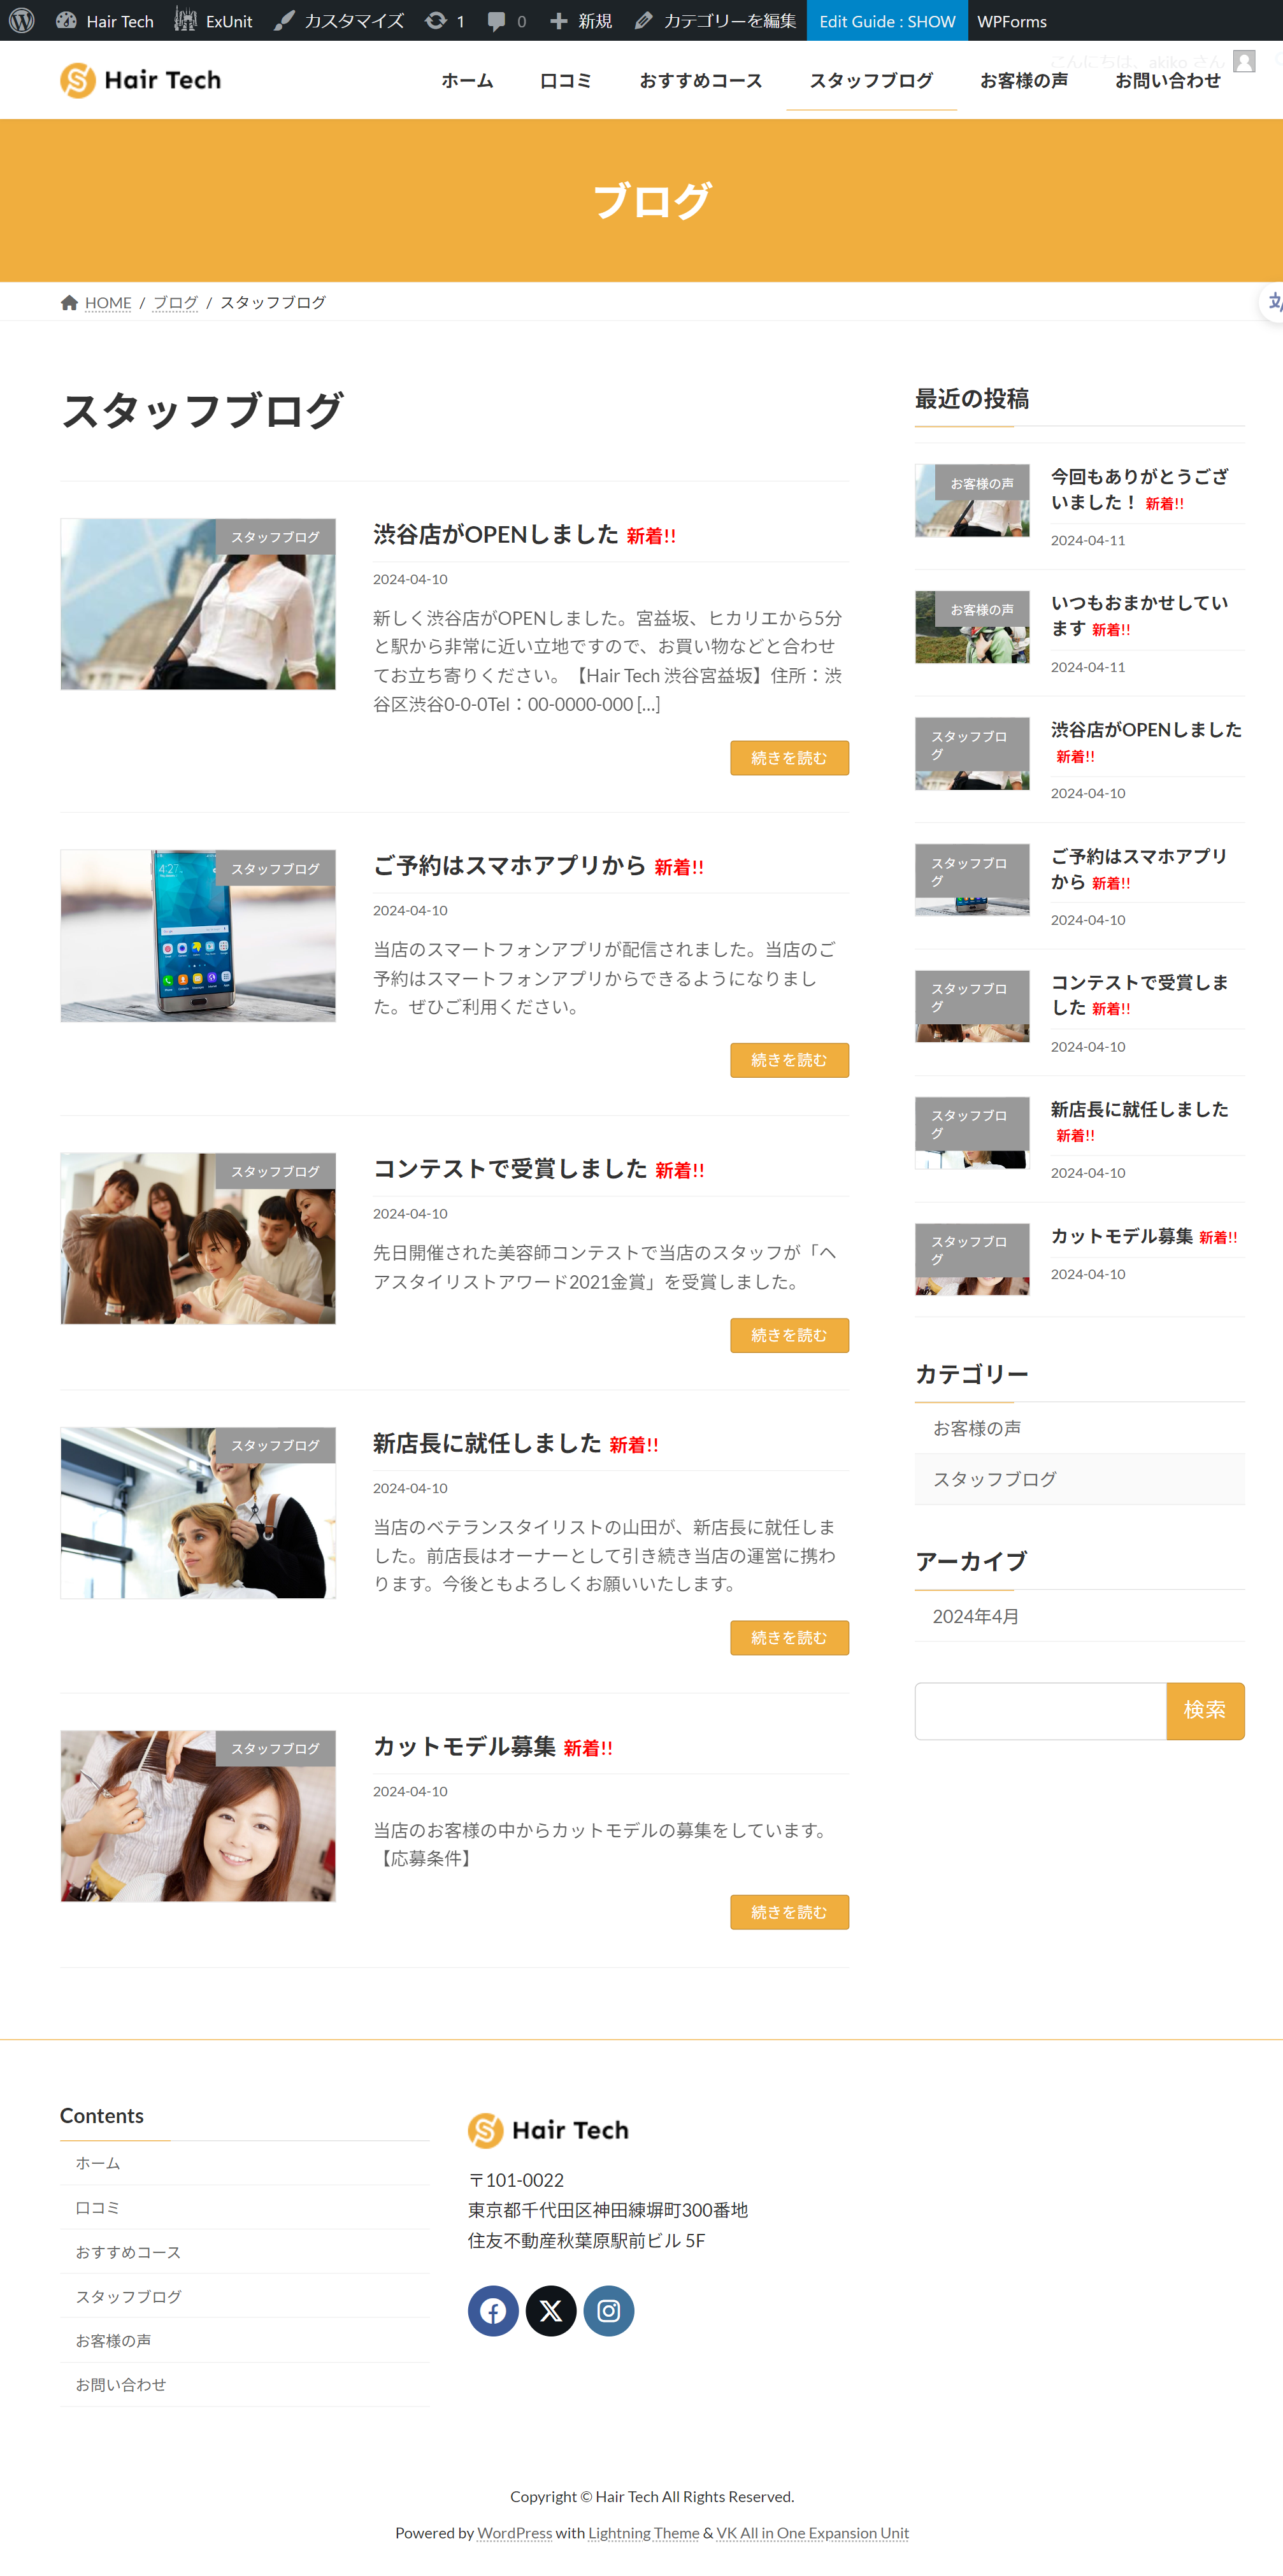 Hair Tech ExUnit カスタマイズ 1 0 新規 カテゴリーを編集 Edit Guide : SHOW WPForms
こんにちは、akiko さん
Hair Tech ホーム 口コミ おすすめコース スタッフブログ お客様の声 お問い合わせ
ブログ
HOME / ブログ / スタッフブログ
スタッフブログ
スタッフブログ
渋谷店がOPENしました 新着!!
2024-04-10
新しく渋谷店がOPENしました。宮益坂、ヒカリエから5分
と駅から非常に近い立地ですので、お買い物などと合わせ
てお立ち寄りください。【Hair Tech 渋谷宮益坂】住所：渋
谷区渋谷0-0-0Tel：00-0000-000 [...]
続きを読む
4:27
スタッフブログ
ご予約はスマホアプリから 新着!!
2024-04-10
当店のスマートフォンアプリが配信されました。当店のご
予約はスマートフォンアプリからできるようになりまし
た。ぜひご利用ください。
続きを読む
スタッフブログ
コンテストで受賞しました 新着!!
2024-04-10
先日開催された美容師コンテストで当店のスタッフが「ヘ
アスタイリストアワード2021金賞」を受賞しました。
続きを読む
スタッフブログ
新店長に就任しました 新着!!
2024-04-10
当店のベテランスタイリストの山田が、新店長に就任しま
した。前店長はオーナーとして引き続き当店の運営に携わ
ります。今後ともよろしくお願いいたします。
続きを読む
スタッフブログ
カットモデル募集 新着!!
2024-04-10
当店のお客様の中からカットモデルの募集をしています。
【応募条件】
続きを読む
最近の投稿
お客様の声
今回もありがとうござ
いました！ 新着!!
2024-04-11
お客様の声
いつもおまかせしてい
ます 新着!!
2024-04-11
スタッフブロ
グ
渋谷店がOPENしました
新着!!
2024-04-10
スタッフブロ
グ
ご予約はスマホアプリ
から 新着!!
2024-04-10
スタッフブロ
グ
コンテストで受賞しま
した 新着!!
2024-04-10
スタッフブロ
グ
新店長に就任しました
新着!!
2024-04-10
スタッフブロ
グ
カットモデル募集 新着!!
2024-04-10
カテゴリー
お客様の声
スタッフブログ
アーカイブ
2024年4月
検索
Contents
ホーム
口コミ
おすすめコース
スタッフブログ
お客様の声
お問い合わせ
Hair Tech
〒101-0022
東京都千代田区神田練塀町300番地
住友不動産秋葉原駅前ビル 5F
Copyright © Hair Tech All Rights Reserved.
Powered by WordPress with Lightning Theme & VK All in One Expansion Unit